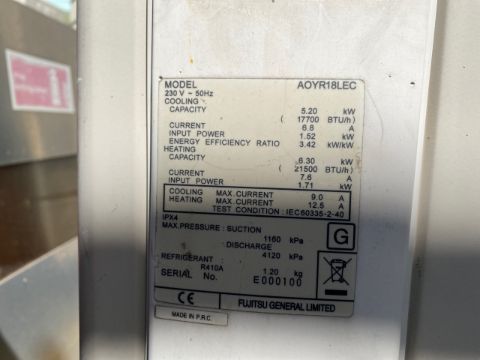 MODEL AOYR18LEC
230 V ~ 50Hz
COOLING
CAPACITY 5.20 kW
( 17700 BTU/h)
CURRENT 6.8 A
INPUT POWER 1.52 kW
ENERGY EFFICIENCY RATIO 3.42 kW/kW
HEATING
CAPACITY 6.30 kW
( 21500 BTU/h)
CURRENT 7.6 A
INPUT POWER 1.71 kW
COOLING MAX.CURRENT 9.0 A
HEATING MAX.CURRENT 12.5 A
TEST CONDITION : IEC60335-2-40
IPX4
MAX.PRESSURE : SUCTION 1160 kPa
: DISCHARGE 4120 kPa
REFRIGERANT R410A 1.20 kg
SERIAL No. E000100
G
CE FUJITSU GENERAL LIMITED
MADE IN P.R.C.